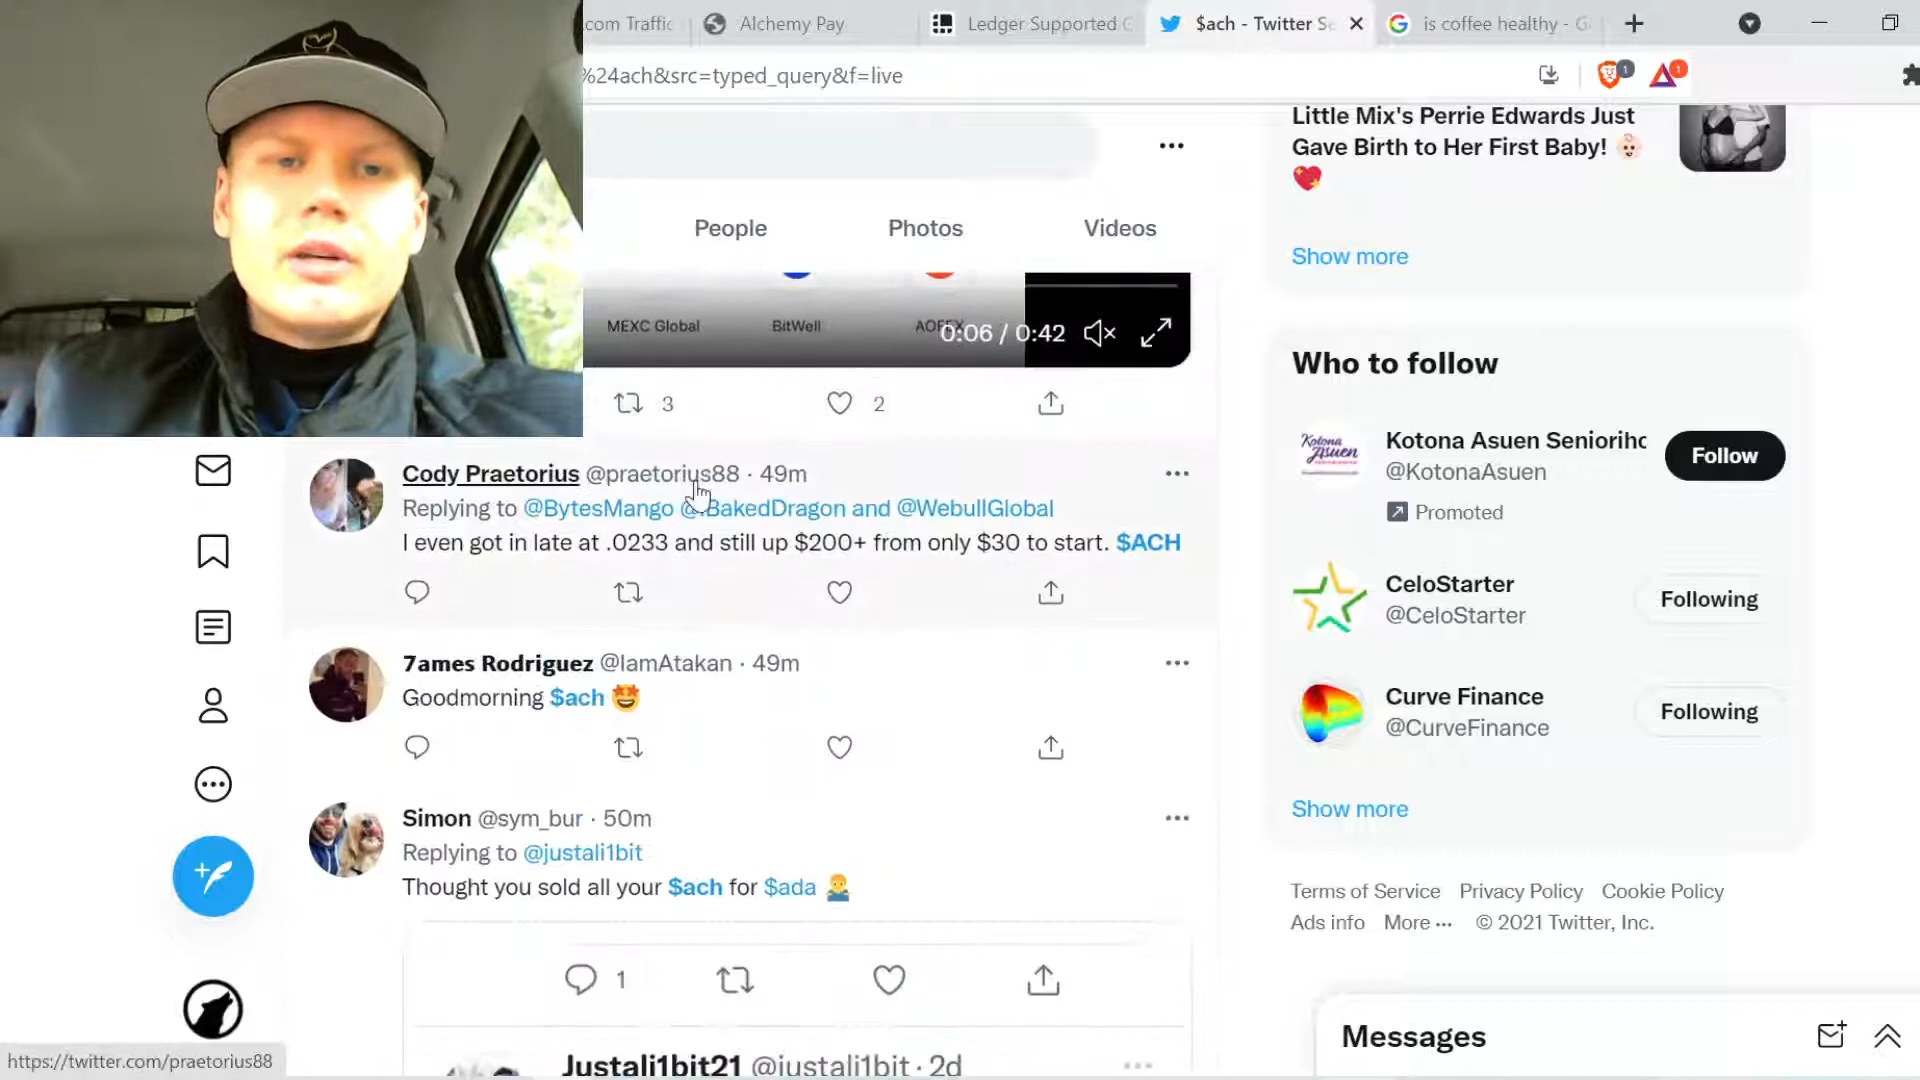 .com Traffic
Alchemy Pay
Ledger Supported C
$ach - Twitter Se
is coffee healthy - G
%24ach&src=typed_query&f=live
1
1
Little Mix's Perrie Edwards Just
Gave Birth to Her First Baby! 👶🏻
💖
Show more
People
Photos
Videos
MEXC Global
BitWell
AOFEX
0:06 / 0:42
3
2
Who to follow
Kotona Asuen Seniorihc
@KotonaAsuen
Promoted
Follow
CeloStarter
@CeloStarter
Following
Curve Finance
@CurveFinance
Following
Show more
Cody Praetorius @praetorius88 · 49m
Replying to @BytesMango @ BakedDragon and @WebullGlobal
I even got in late at .0233 and still up $200+ from only $30 to start. $ACH
7ames Rodriguez @IamAtakan · 49m
Goodmorning $ach 🤩
Simon @sym_bur · 50m
Replying to @justali1bit
Thought you sold all your $ach for $ada 🙎‍♂️
1
Justali1bit21 @justali1bit · 2d
Terms of Service Privacy Policy Cookie Policy
Ads info More ··· © 2021 Twitter, Inc.
Messages
https://twitter.com/praetorius88